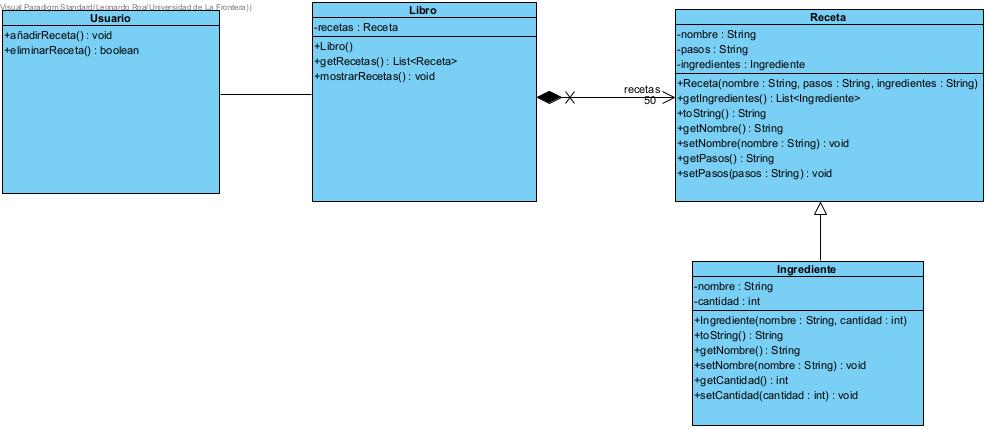 Visual Paradigm Standard(Leonardo Roa(Universidad de La Frontera))
Usuario
+añadirReceta() : void
+eliminarReceta() : boolean
Libro
-recetas : Receta
+Libro()
+getRecetas() : List<Receta>
+mostrarRecetas() : void
recetas
50
Receta
-nombre : String
-pasos : String
-ingredientes : Ingrediente
+Receta(nombre : String, pasos : String, ingredientes : String)
+getIngredientes() : List<Ingrediente>
+toString() : String
+getNombre() : String
+setNombre(nombre : String) : void
+getPasos() : String
+setPasos(pasos : String) : void
Ingrediente
-nombre : String
-cantidad : int
+Ingrediente(nombre : String, cantidad : int)
+toString() : String
+getNombre() : String
+setNombre(nombre : String) : void
+getCantidad() : int
+setCantidad(cantidad : int) : void